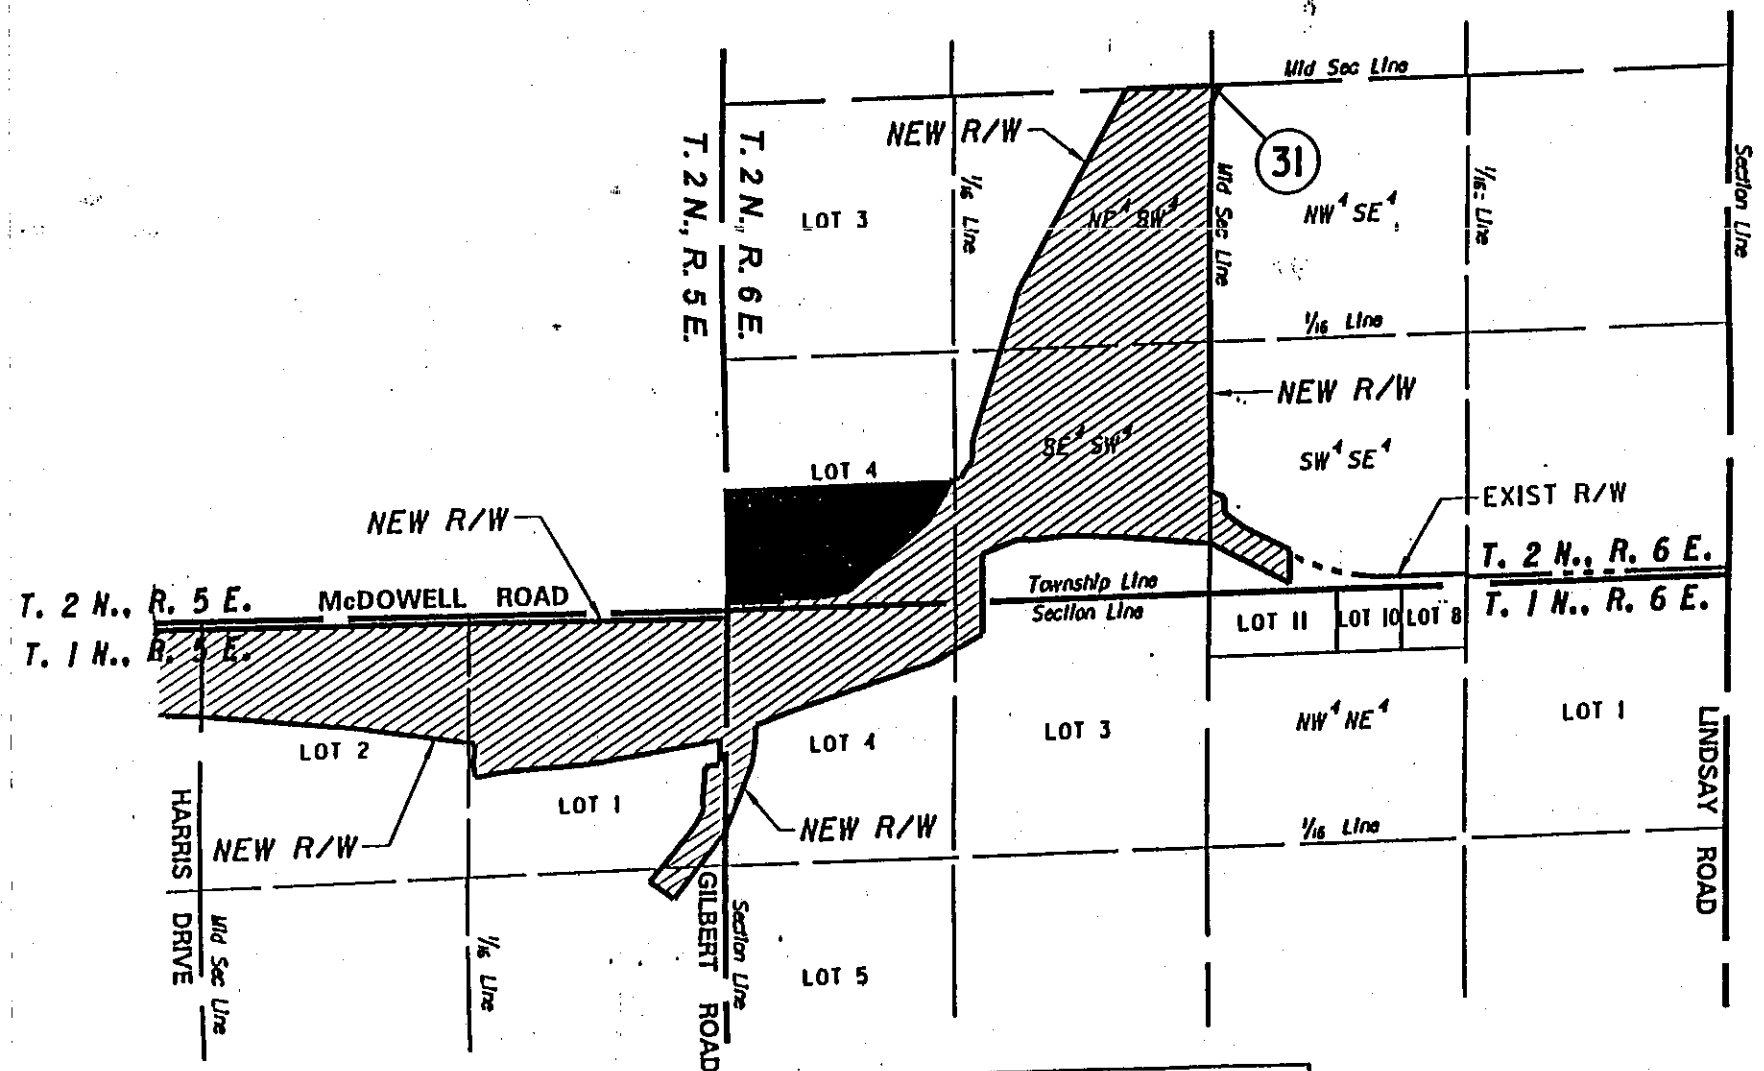 Mid Sec Line
NEW R/W
T. 2 N., R. 5 E.
T. 2 N., R. 6 E.
LOT 3
1/16 Line
NE⁴ SW⁴
Mid Sec Line
31
NW⁴ SE⁴
1/16 Line
Section Line
1/16 Line
NEW R/W
SE⁴ SW⁴
SW⁴ SE⁴
LOT 4
NEW R/W
EXIST R/W
T. 2 N., R. 5 E.
McDOWELL ROAD
Township Line
T. 2 N., R. 6 E.
T. 1 N., R. 5 E.
Section Line
LOT 11
LOT 10
LOT 8
T. 1 N., R. 6 E.
LOT 2
LOT 1
LOT 4
LOT 3
NW⁴ NE⁴
LOT 1
NEW R/W
NEW R/W
1/16 Line
HARRIS DRIVE
Mid Sec Line
1/16 Line
GILBERT ROAD
Section Line
LOT 5
LINDSAY ROAD